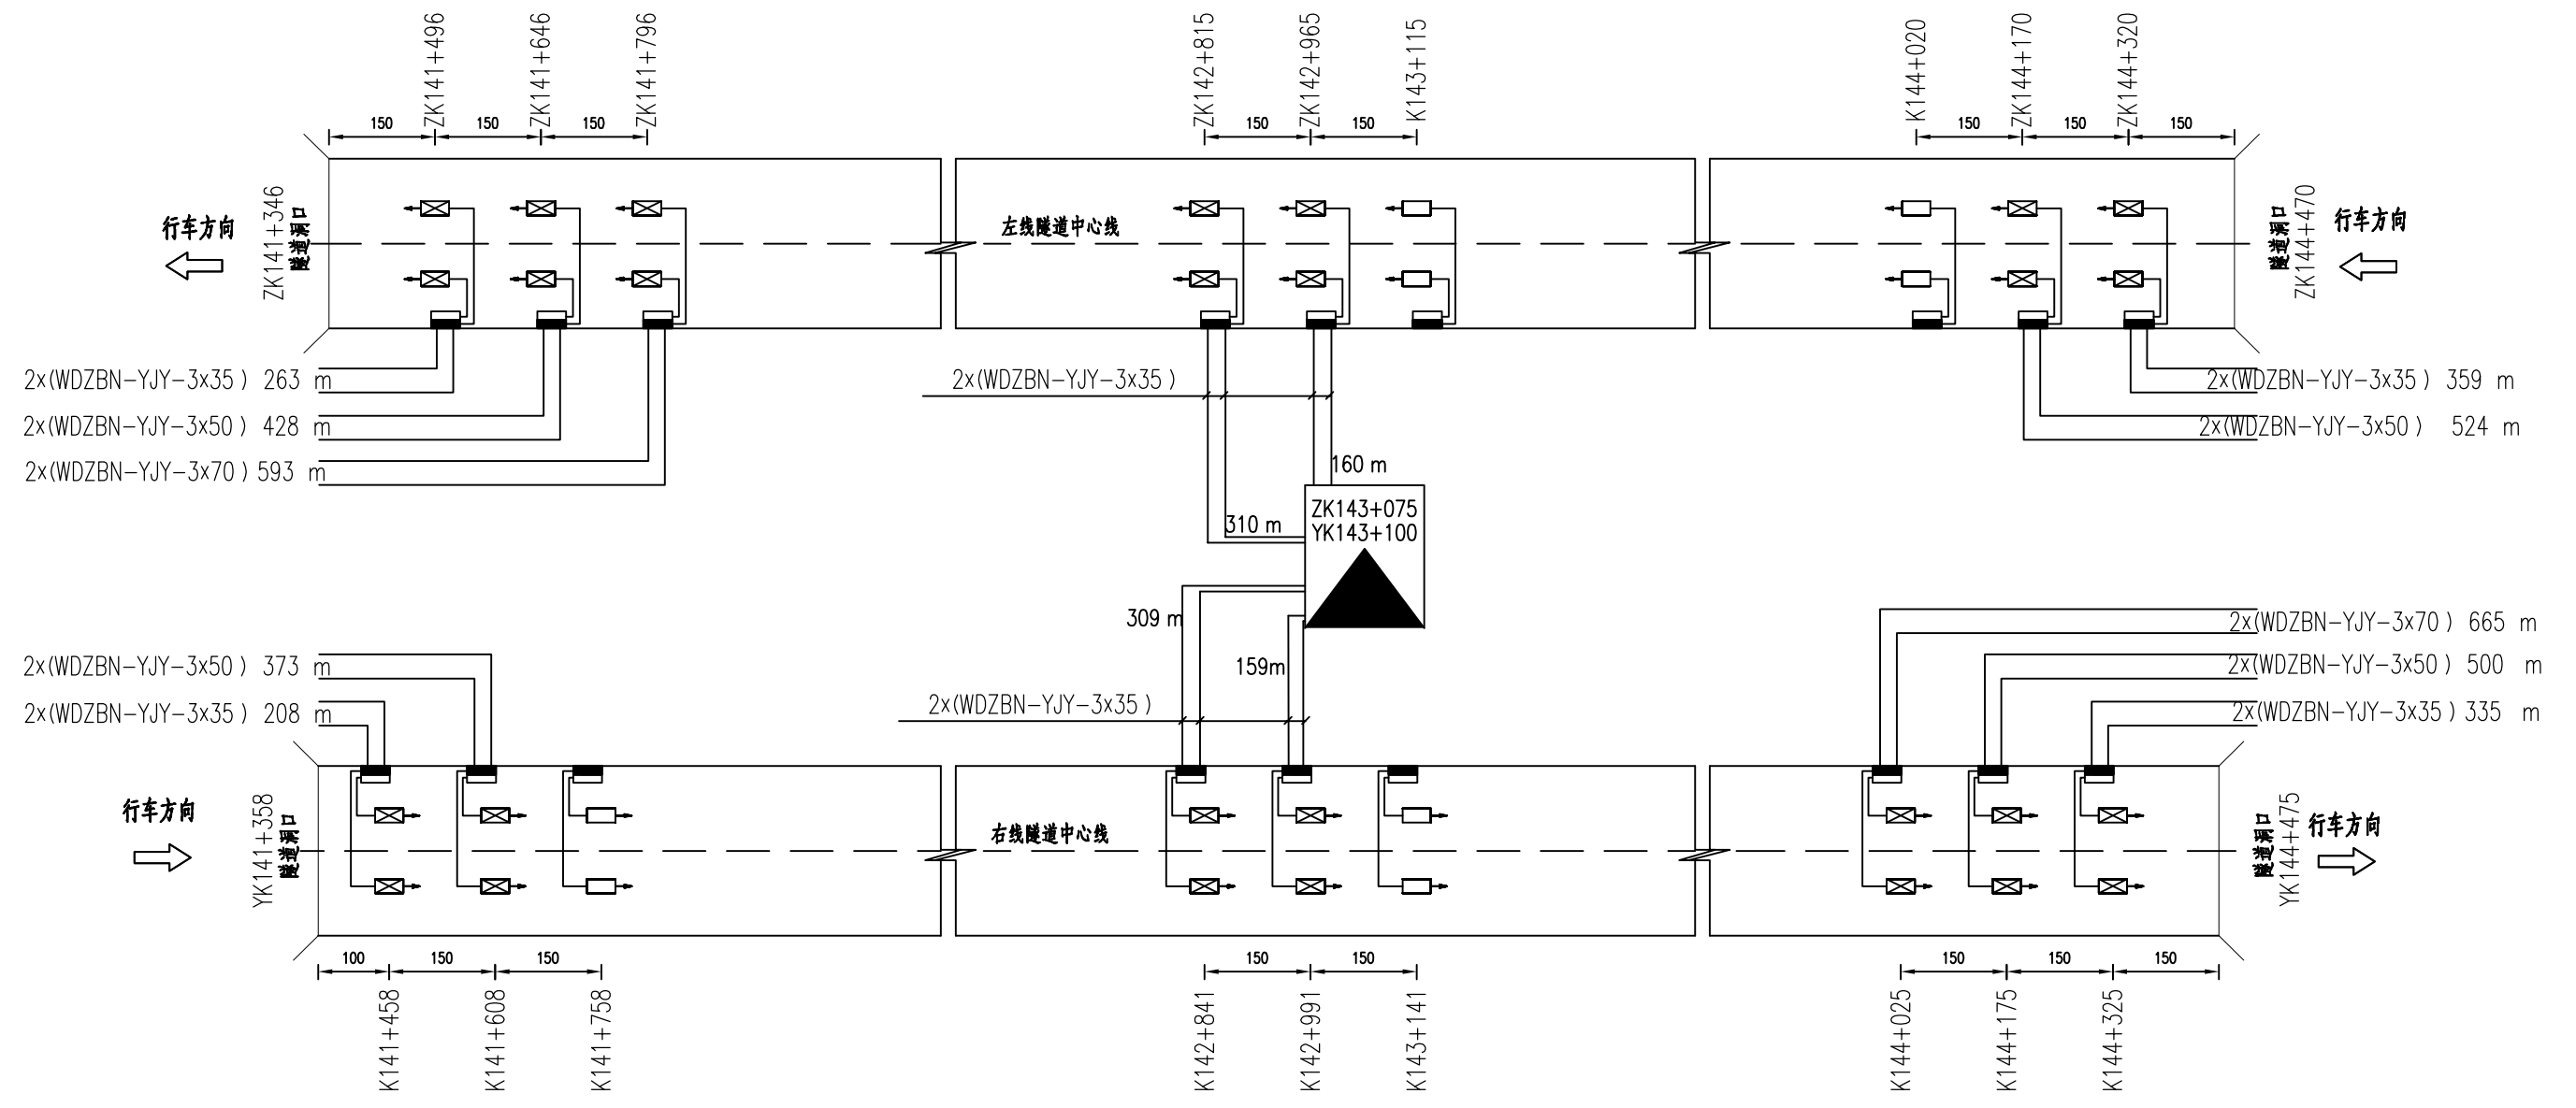 ZK141+496
ZK141+646
ZK141+796
ZK142+815
ZK142+965
K143+115
K144+020
ZK144+170
ZK144+320
150
150
150
150
150
150
150
150
行车方向
ZK141+346
隧道洞口
左线隧道中心线
隧道洞口
ZK144+470
行车方向
2x(WDZBN-YJY-3x35) 263 m
2x(WDZBN-YJY-3x50) 428 m
2x(WDZBN-YJY-3x70) 593 m
2x(WDZBN-YJY-3x35)
2x(WDZBN-YJY-3x35) 359 m
2x(WDZBN-YJY-3x50) 524 m
160 m
ZK143+075
YK143+100
310 m
309 m
159m
2x(WDZBN-YJY-3x35)
2x(WDZBN-YJY-3x50) 373 m
2x(WDZBN-YJY-3x35) 208 m
2x(WDZBN-YJY-3x70) 665 m
2x(WDZBN-YJY-3x50) 500 m
2x(WDZBN-YJY-3x35) 335 m
行车方向
YK141+358
隧道洞口
右线隧道中心线
隧道洞口
YK144+475
行车方向
100
150
150
150
150
150
150
150
K141+458
K141+608
K141+758
K142+841
K142+991
K143+141
K144+025
K144+175
K144+325